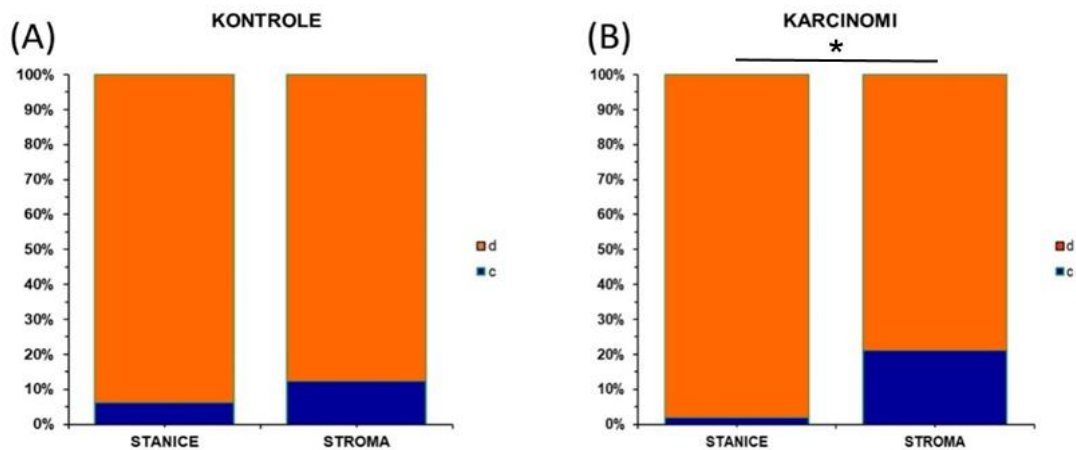 (A)
KONTROLE
100%
90%
80%
70%
60%
50%
40%
30%
20%
10%
0%
STANICE STROMA
d
c
(B)
KARCINOMI
*
100%
90%
80%
70%
60%
50%
40%
30%
20%
10%
0%
STANICE STROMA
d
c